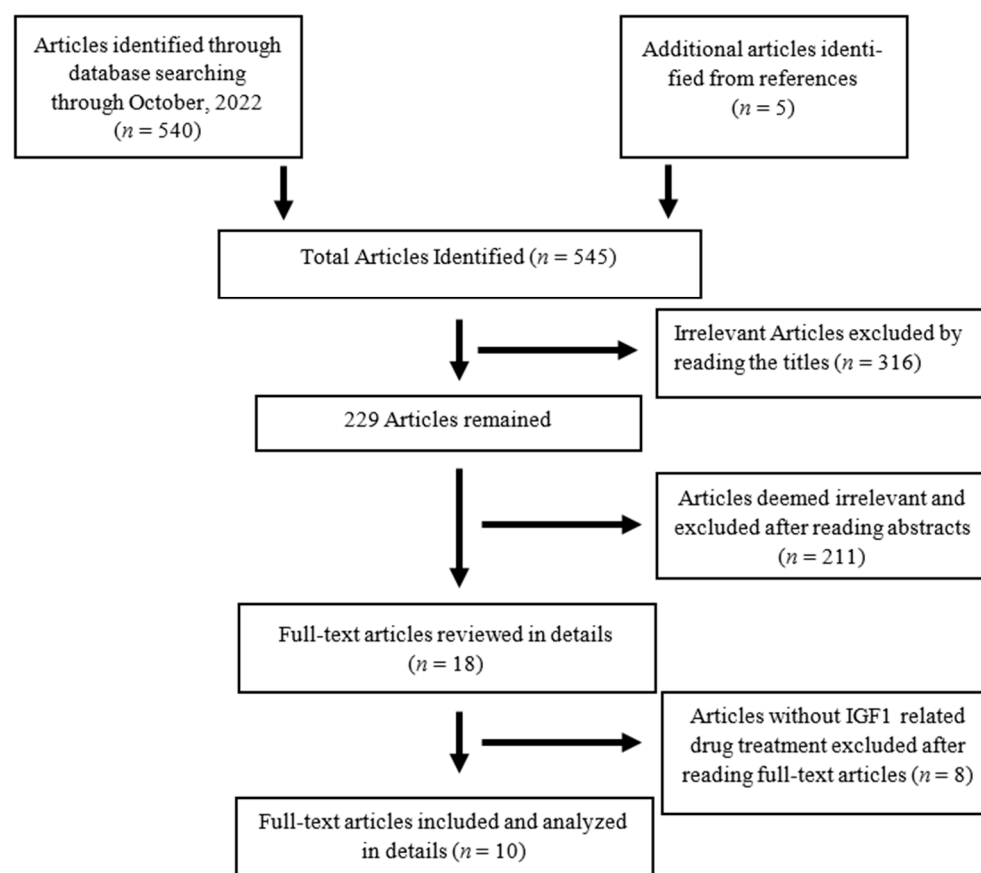 Articles identified through
database searching
through October, 2022
(n = 540)
Additional articles identi-
fied from references
(n = 5)
Total Articles Identified (n = 545)
Irrelevant Articles excluded by
reading the titles (n = 316)
229 Articles remained
Articles deemed irrelevant and
excluded after reading abstracts
(n = 211)
Full-text articles reviewed in details
(n = 18)
Articles without IGF1 related
drug treatment excluded after
reading full-text articles (n = 8)
Full-text articles included and analyzed
in details (n = 10)